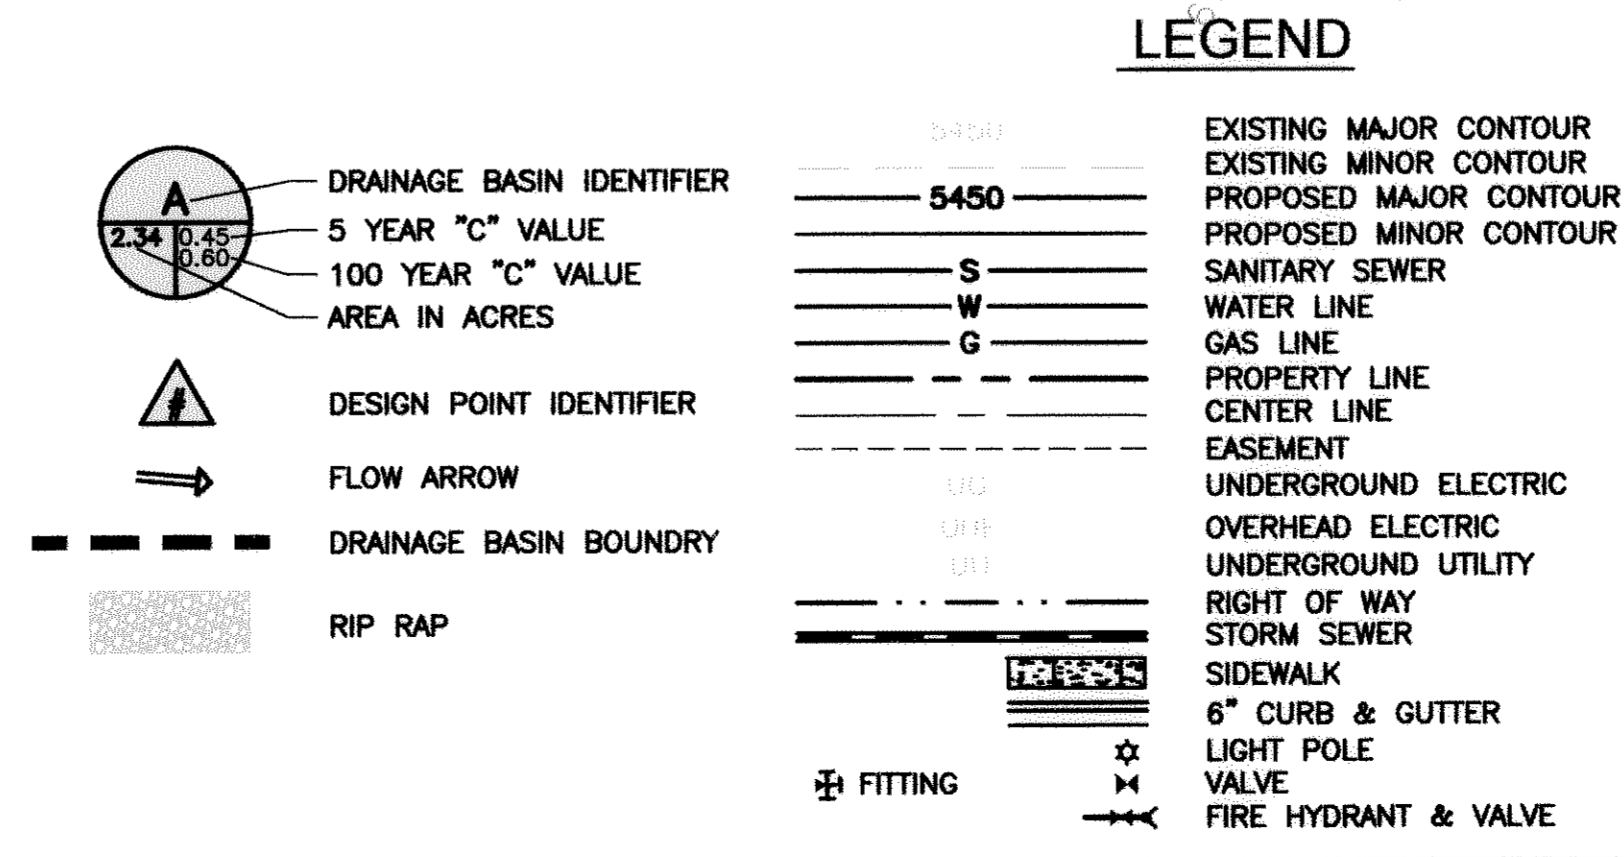 LEGEND
A
2.34
0.45
0.60
DRAINAGE BASIN IDENTIFIER
5 YEAR "C" VALUE
100 YEAR "C" VALUE
AREA IN ACRES
#
DESIGN POINT IDENTIFIER
FLOW ARROW
DRAINAGE BASIN BOUNDRY
RIP RAP
5450 EXISTING MAJOR CONTOUR
EXISTING MINOR CONTOUR
5450 PROPOSED MAJOR CONTOUR
PROPOSED MINOR CONTOUR
S SANITARY SEWER
W WATER LINE
G GAS LINE
PROPERTY LINE
CENTER LINE
EASEMENT
UNDERGROUND ELECTRIC
OVERHEAD ELECTRIC
UNDERGROUND UTILITY
RIGHT OF WAY
STORM SEWER
SIDEWALK
6" CURB & GUTTER
LIGHT POLE
FITTING VALVE
FIRE HYDRANT & VALVE